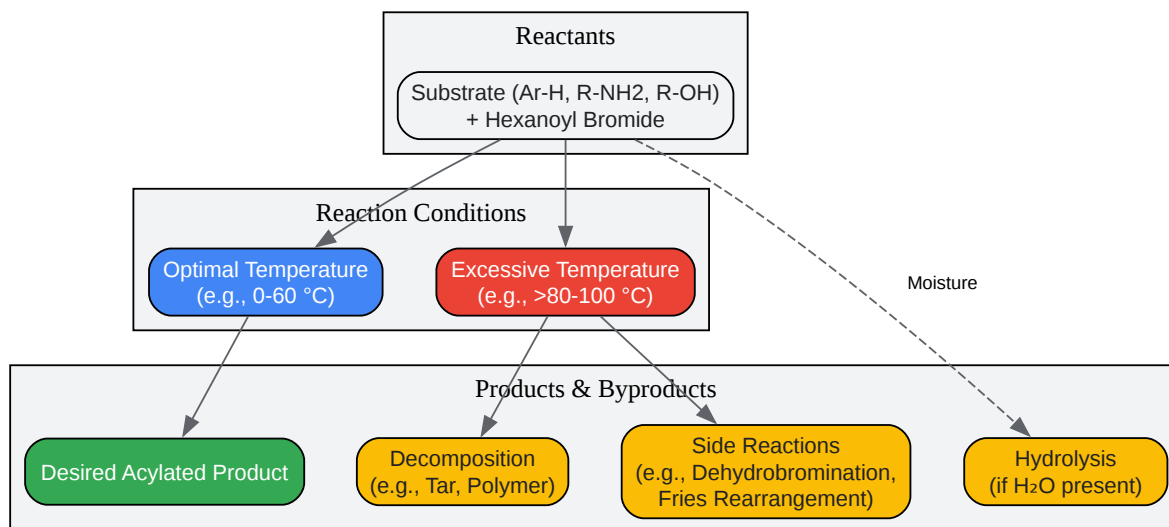 Reactants
Substrate (Ar-H, R-NH2, R-OH)
+ Hexanoyl Bromide
Reaction Conditions
Optimal Temperature
(e.g., 0-60 °C)
Excessive Temperature
(e.g., >80-100 °C)
Moisture
Products & Byproducts
Desired Acylated Product
Decomposition
(e.g., Tar, Polymer)
Side Reactions
(e.g., Dehydrobromination,
Fries Rearrangement)
Hydrolysis
(if H₂O present)